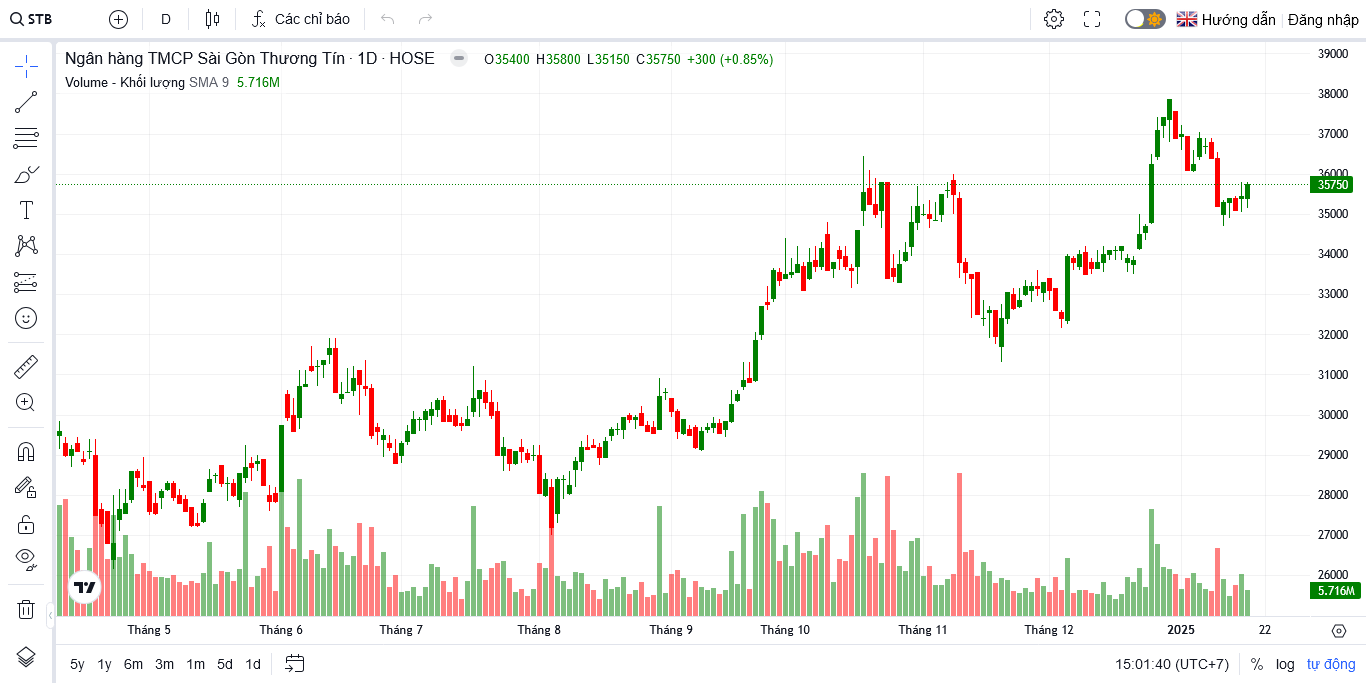 STB D Các chỉ báo Hướng dẫn Đăng nhập
Ngân hàng TMCP Sài Gòn Thương Tín · 1D · HOSE O35400 H35800 L35150 C35750 +300 (+0.85%)
Volume - Khối lượng SMA 9 5.716M
39000
38000
37000
36000
35750
35000
34000
33000
32000
31000
30000
29000
28000
27000
26000
5.716M
Tháng 5 Tháng 6 Tháng 7 Tháng 8 Tháng 9 Tháng 10 Tháng 11 Tháng 12 2025 22
5y 1y 6m 3m 1m 5d 1d 15:01:40 (UTC+7) % log tự động